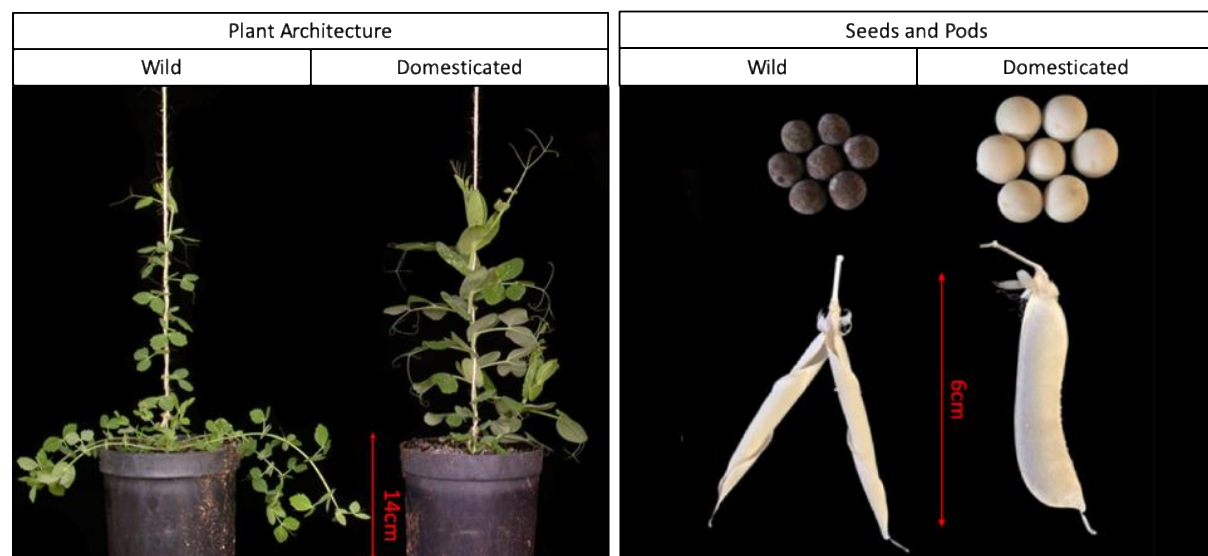 Plant Architecture
Wild
Domesticated
14cm
Seeds and Pods
Wild
Domesticated
6cm